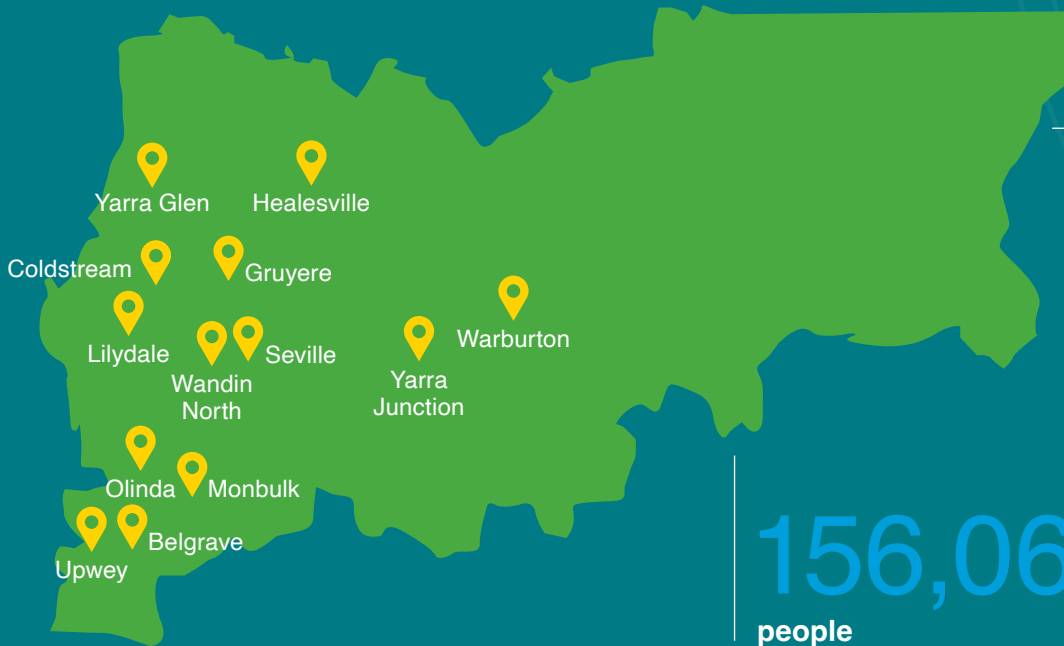 Yarra Glen
Healesville
Coldstream
Gruyere
Lilydale
Seville
Warburton
Wandin
North
Yarra
Junction
Olinda
Monbulk
Belgrave
Upwey
156,06
people